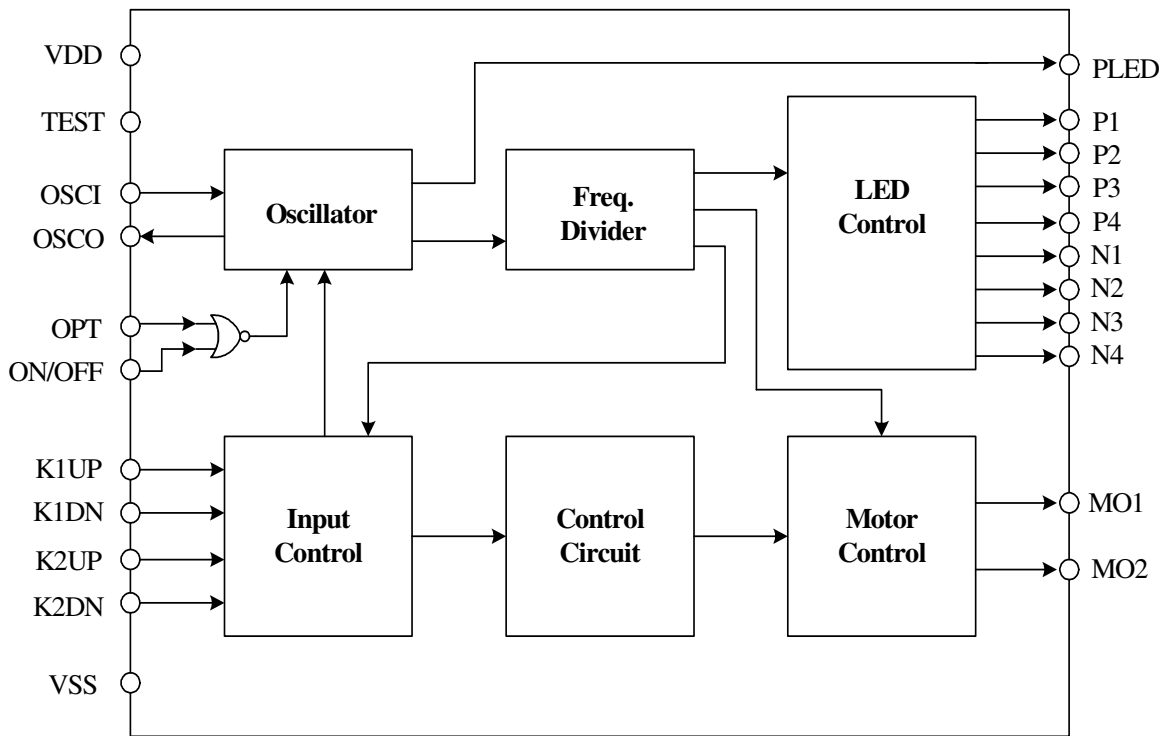 VDD
TEST
OSCI
OSCO
OPT
ON/OFF
K1UP
K1DN
K2UP
K2DN
VSS
Oscillator
Freq.
Divider
LED
Control
Input
Control
Control
Circuit
Motor
Control
PLED
P1
P2
P3
P4
N1
N2
N3
N4
MO1
MO2